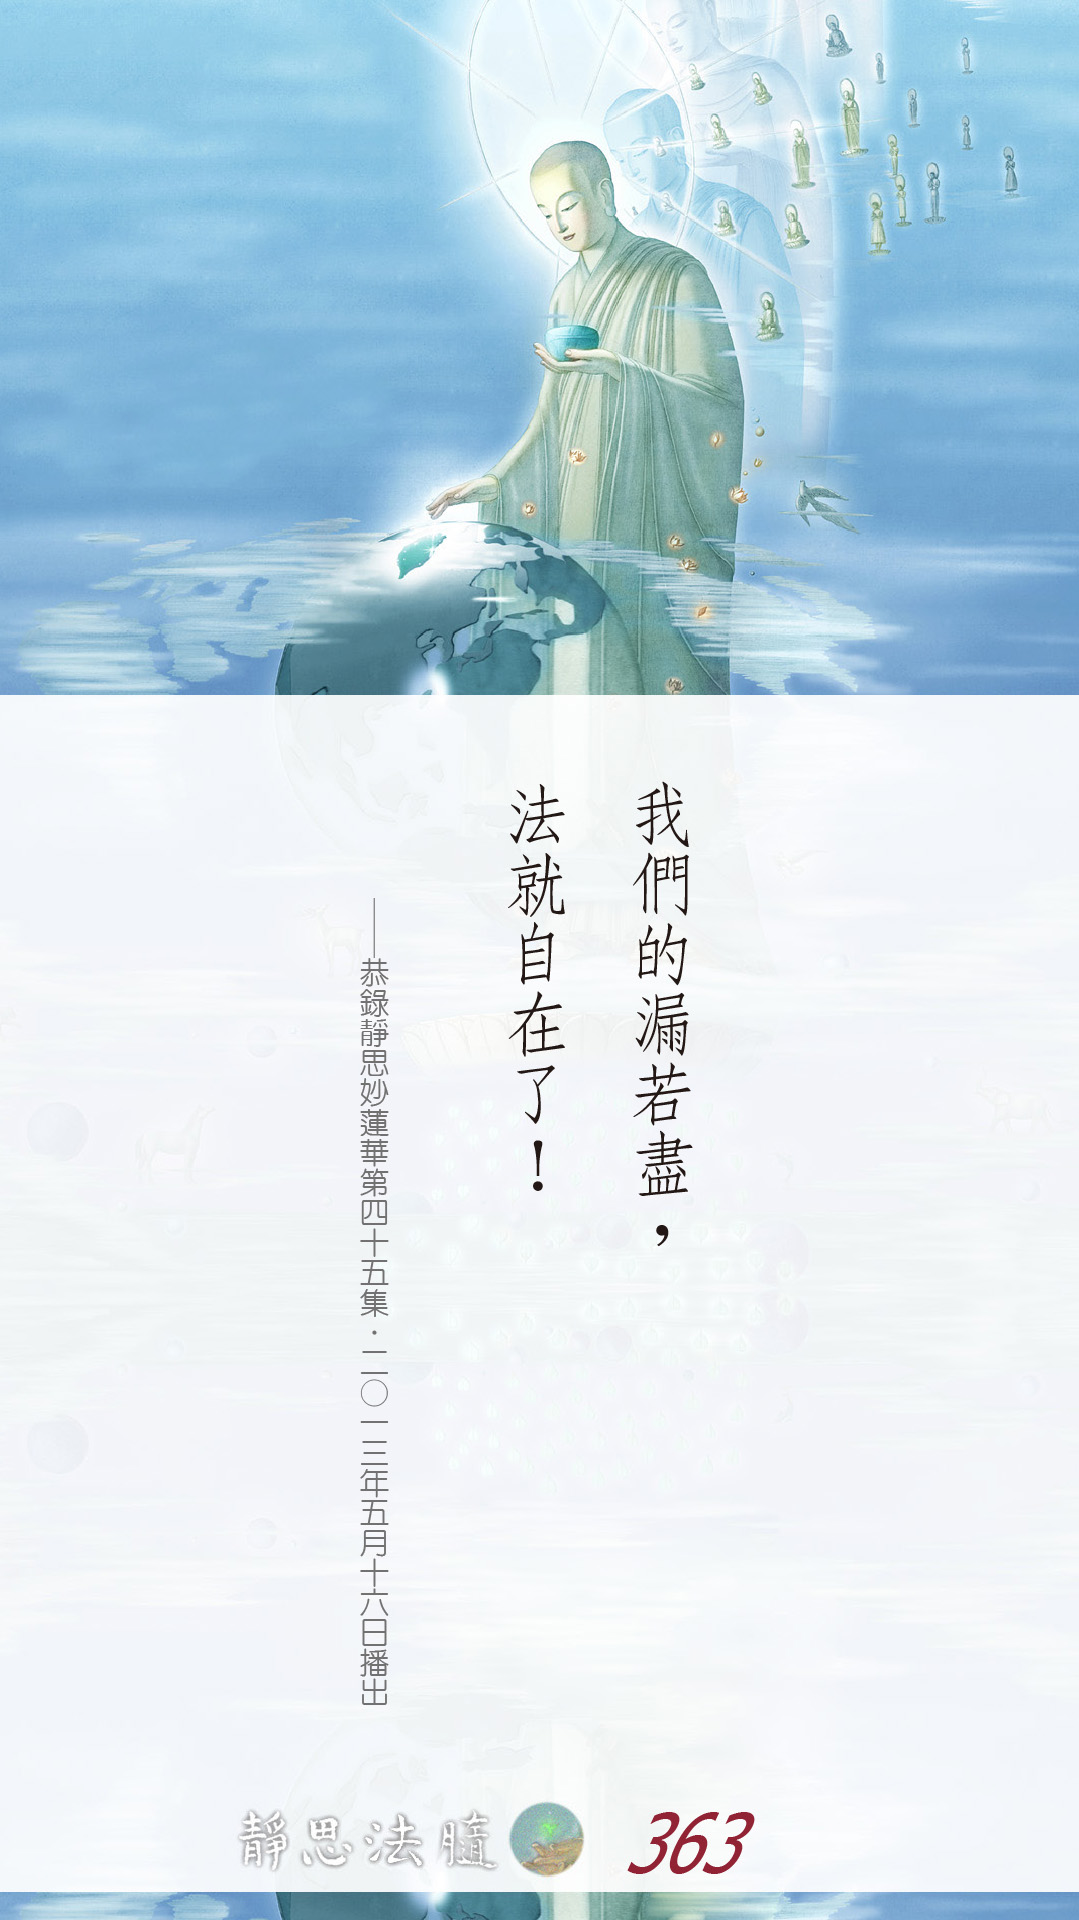 我們的漏若盡，
法就自在了！
——恭錄靜思妙蓮華第四十五集．二〇一三年五月十六日播出
靜思法髓
363